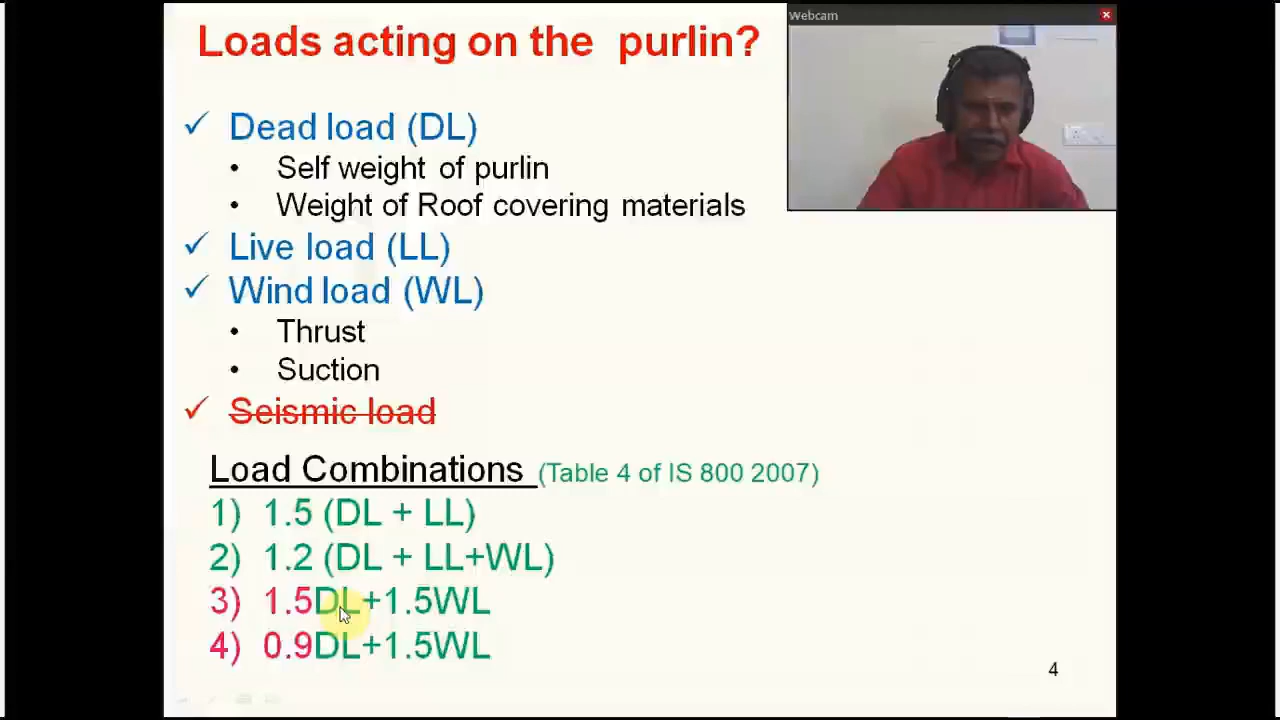 Loads acting on the purlin?
Webcam
✓ Dead load (DL)
• Self weight of purlin
• Weight of Roof covering materials
✓ Live load (LL)
✓ Wind load (WL)
• Thrust
• Suction
✓ Seismic load
Load Combinations (Table 4 of IS 800 2007)
1) 1.5 (DL + LL)
2) 1.2 (DL + LL+WL)
3) 1.5DL+1.5WL
4) 0.9DL+1.5WL
4